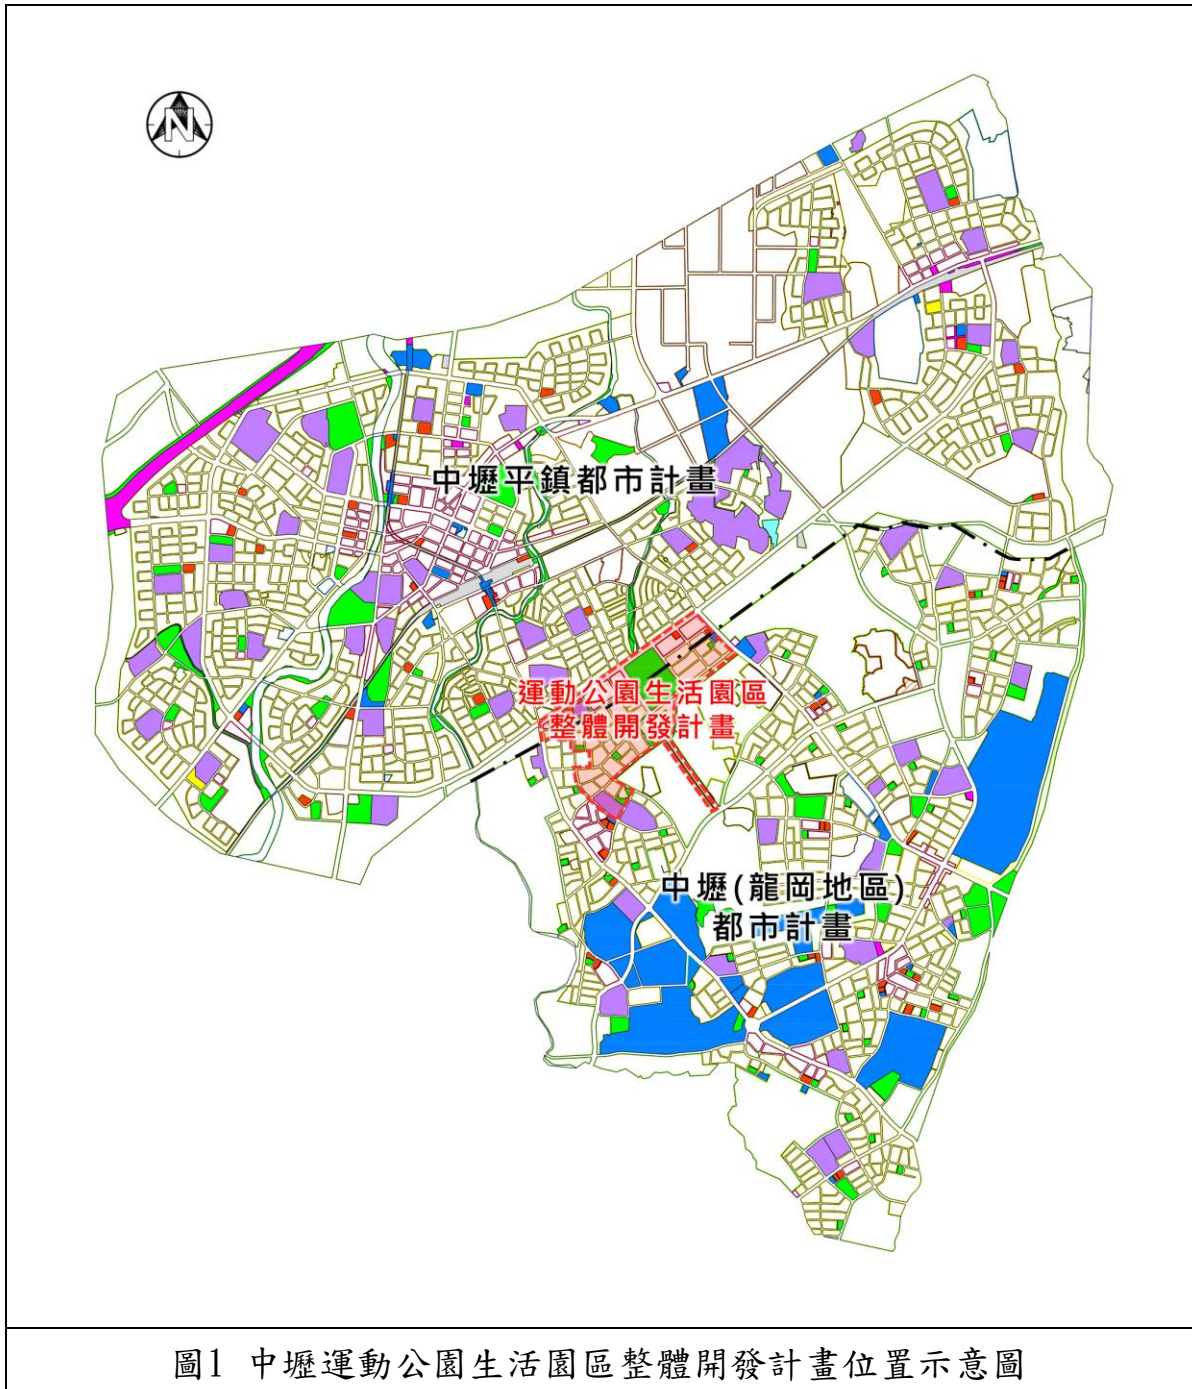 N
中壢平鎮都市計畫
運動公園生活園區
整體開發計畫
中壢(龍岡地區)
都市計畫
圖1 中壢運動公園生活園區整體開發計畫位置示意圖